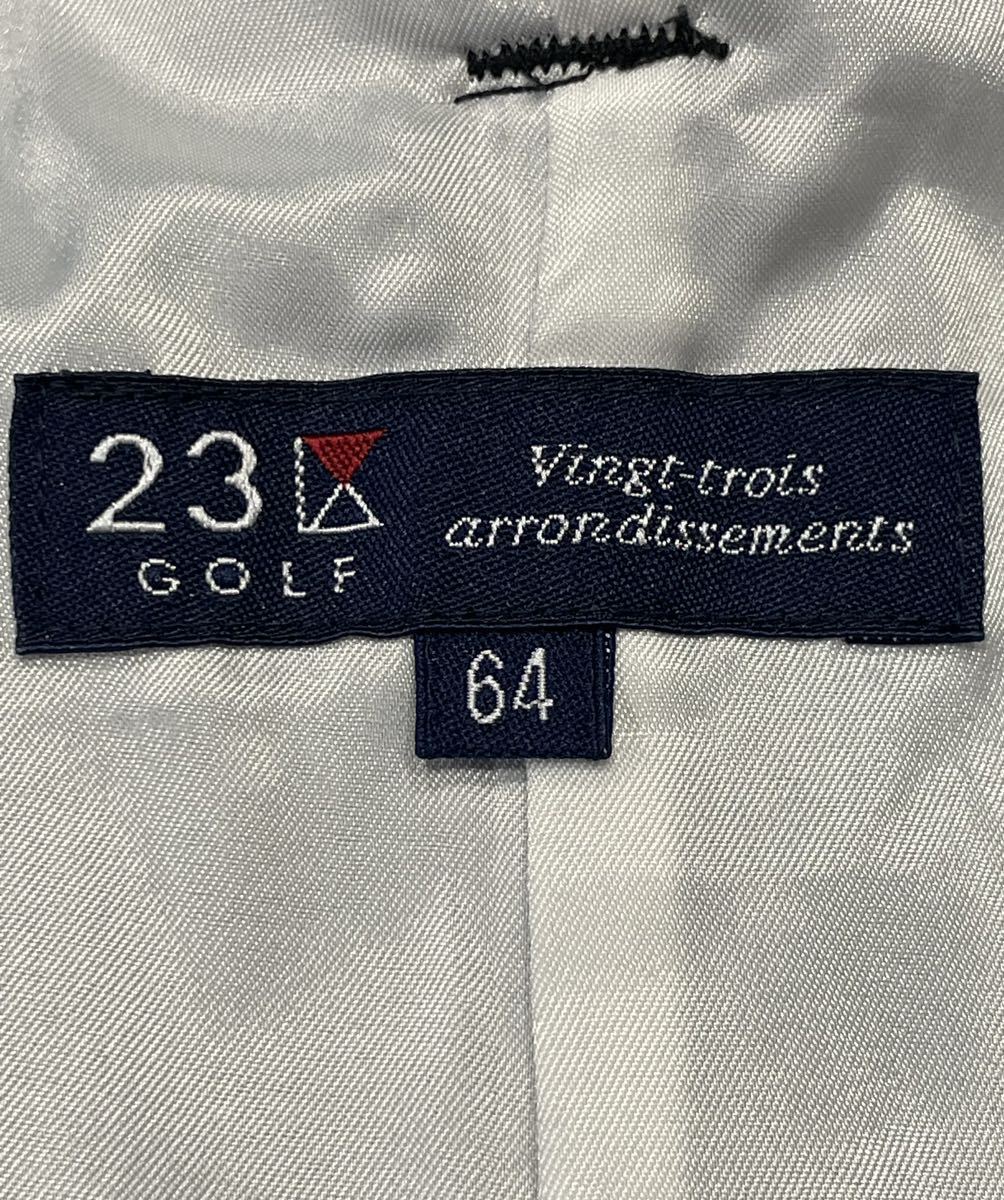 23
GOLF
Vingt-trois
arrondissements
64